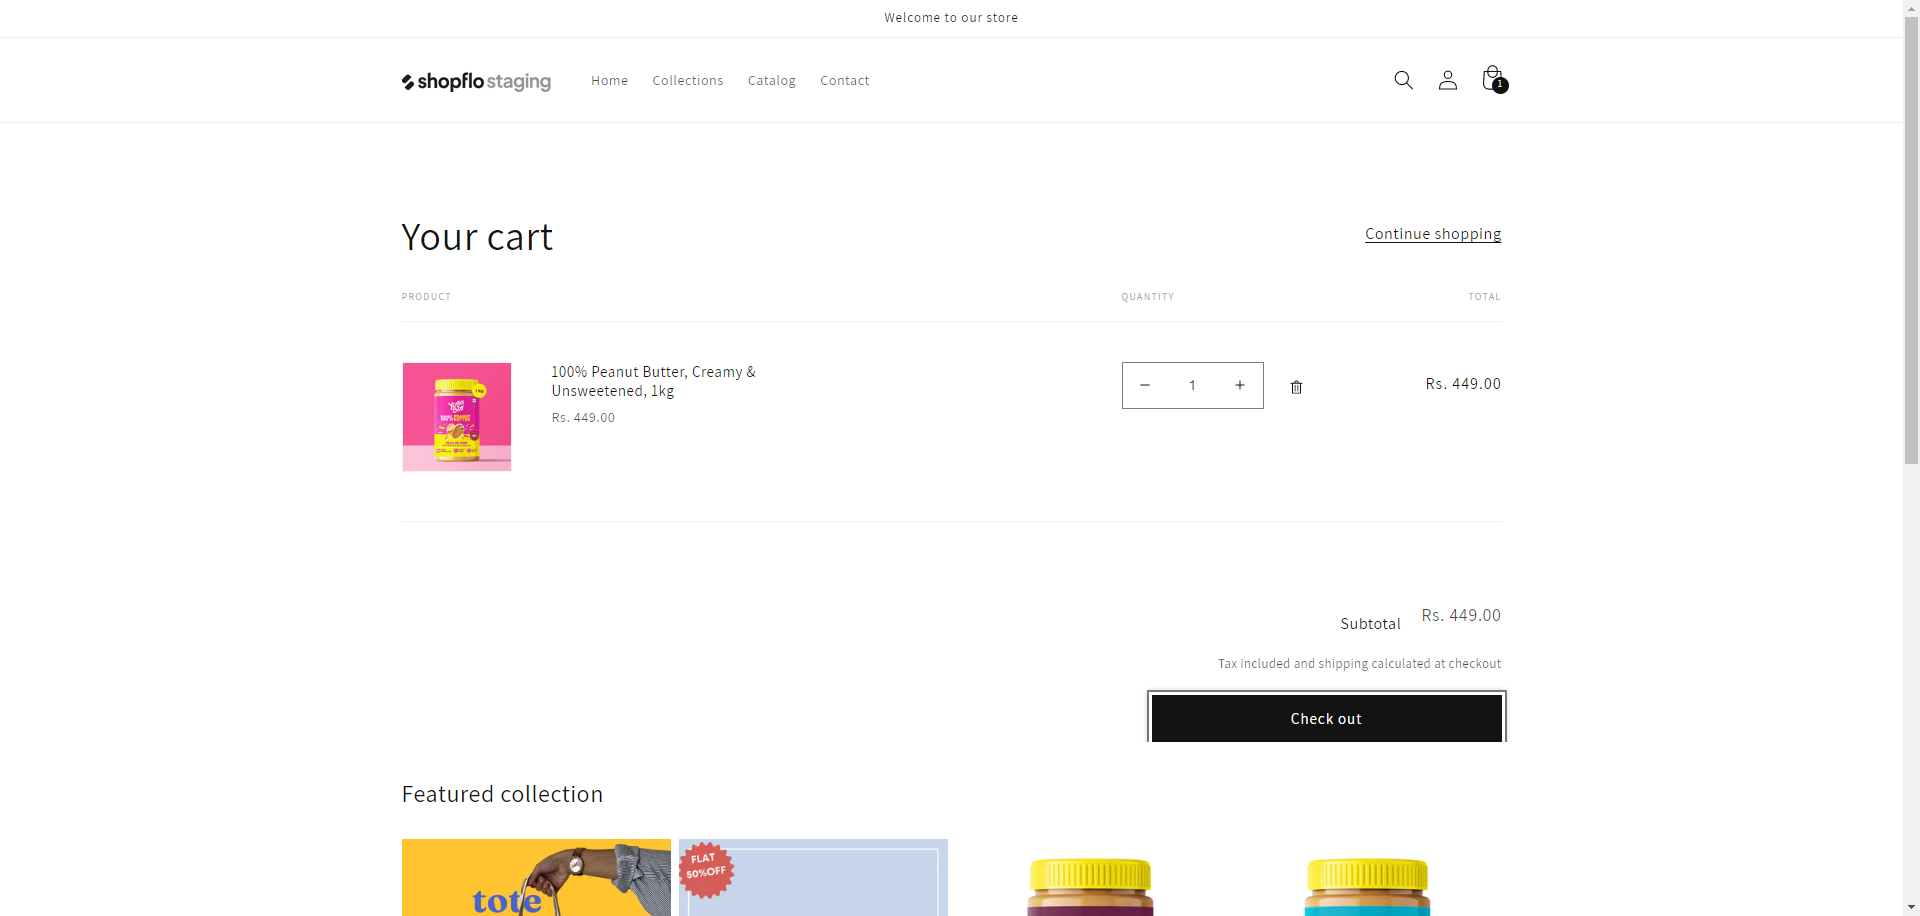 Welcome to our store
shopflo staging
Home
Collections
Catalog
Contact
1
Your cart
Continue shopping
PRODUCT
QUANTITY
TOTAL
100% Peanut Butter, Creamy &
Unsweetened, 1kg
Rs. 449.00
1
Rs. 449.00
Subtotal
Rs. 449.00
Tax included and shipping calculated at checkout
Check out
Featured collection
tote
FLAT
50%OFF